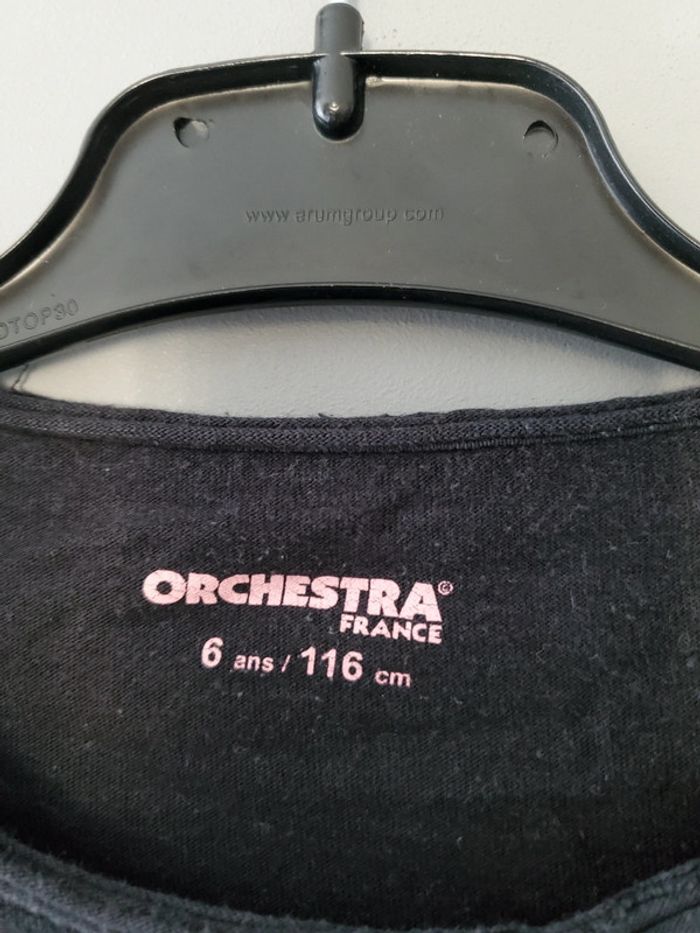 www arumgroup com
OTOP30
ORCHESTRA®
FRANCE
6 ans / 116 cm